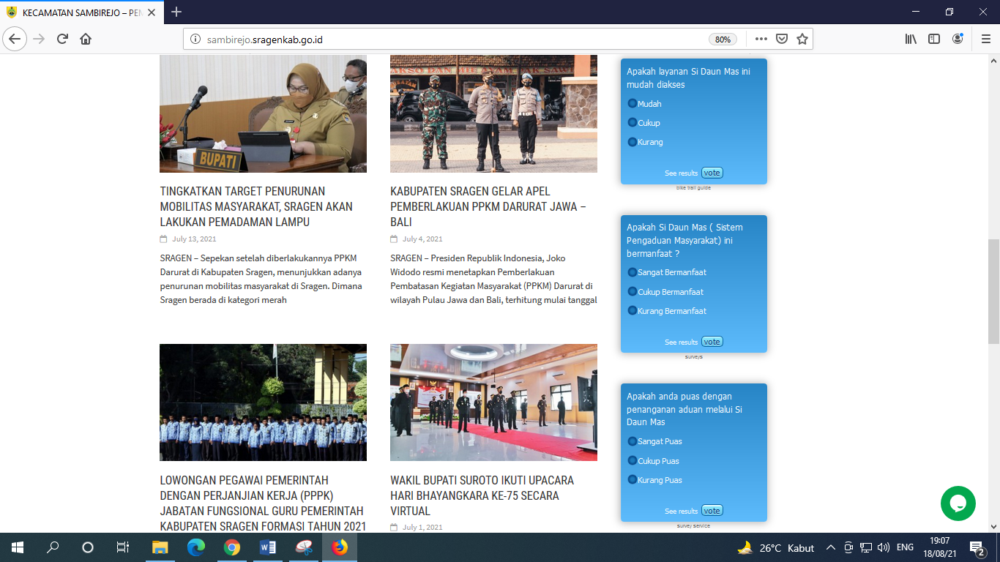 KECAMATAN SAMBIREJO – PEN
sambirejo.sragenkab.go.id
80%
BUPATI
TINGKATKAN TARGET PENURUNAN
MOBILITAS MASYARAKAT, SRAGEN AKAN
LAKUKAN PEMADAMAN LAMPU
July 13, 2021
SRAGEN – Sepekan setelah diberlakukannya PPKM
Darurat di Kabupaten Sragen, menunjukkan adanya
penurunan mobilitas masyarakat di Sragen. Dimana
Sragen berada di kategori merah
KABUPATEN SRAGEN GELAR APEL
PEMBERLAKUAN PPKM DARURAT JAWA –
BALI
July 4, 2021
SRAGEN – Presiden Republik Indonesia, Joko
Widodo resmi menetapkan Pemberlakuan
Pembatasan Kegiatan Masyarakat (PPKM) Darurat di
wilayah Pulau Jawa dan Bali, terhitung mulai tanggal
LOWONGAN PEGAWAI PEMERINTAH
DENGAN PERJANJIAN KERJA (PPPK)
JABATAN FUNGSIONAL GURU PEMERINTAH
KABUPATEN SRAGEN FORMASI TAHUN 2021
WAKIL BUPATI SUROTO IKUTI UPACARA
HARI BHAYANGKARA KE-75 SECARA
VIRTUAL
July 1, 2021
Apakah layanan Si Daun Mas ini
mudah diakses
Mudah
Cukup
Kurang
See results vote
bike trail guide
Apakah Si Daun Mas ( Sistem
Pengaduan Masyarakat) ini
bermanfaat ?
Sangat Bermanfaat
Cukup Bermanfaat
Kurang Bermanfaat
See results vote
surveys
Apakah anda puas dengan
penanganan aduan melalui Si
Daun Mas
Sangat Puas
Cukup Puas
Kurang Puas
See results vote
survey service
26°C Kabut
ENG
19:07
18/08/21
2